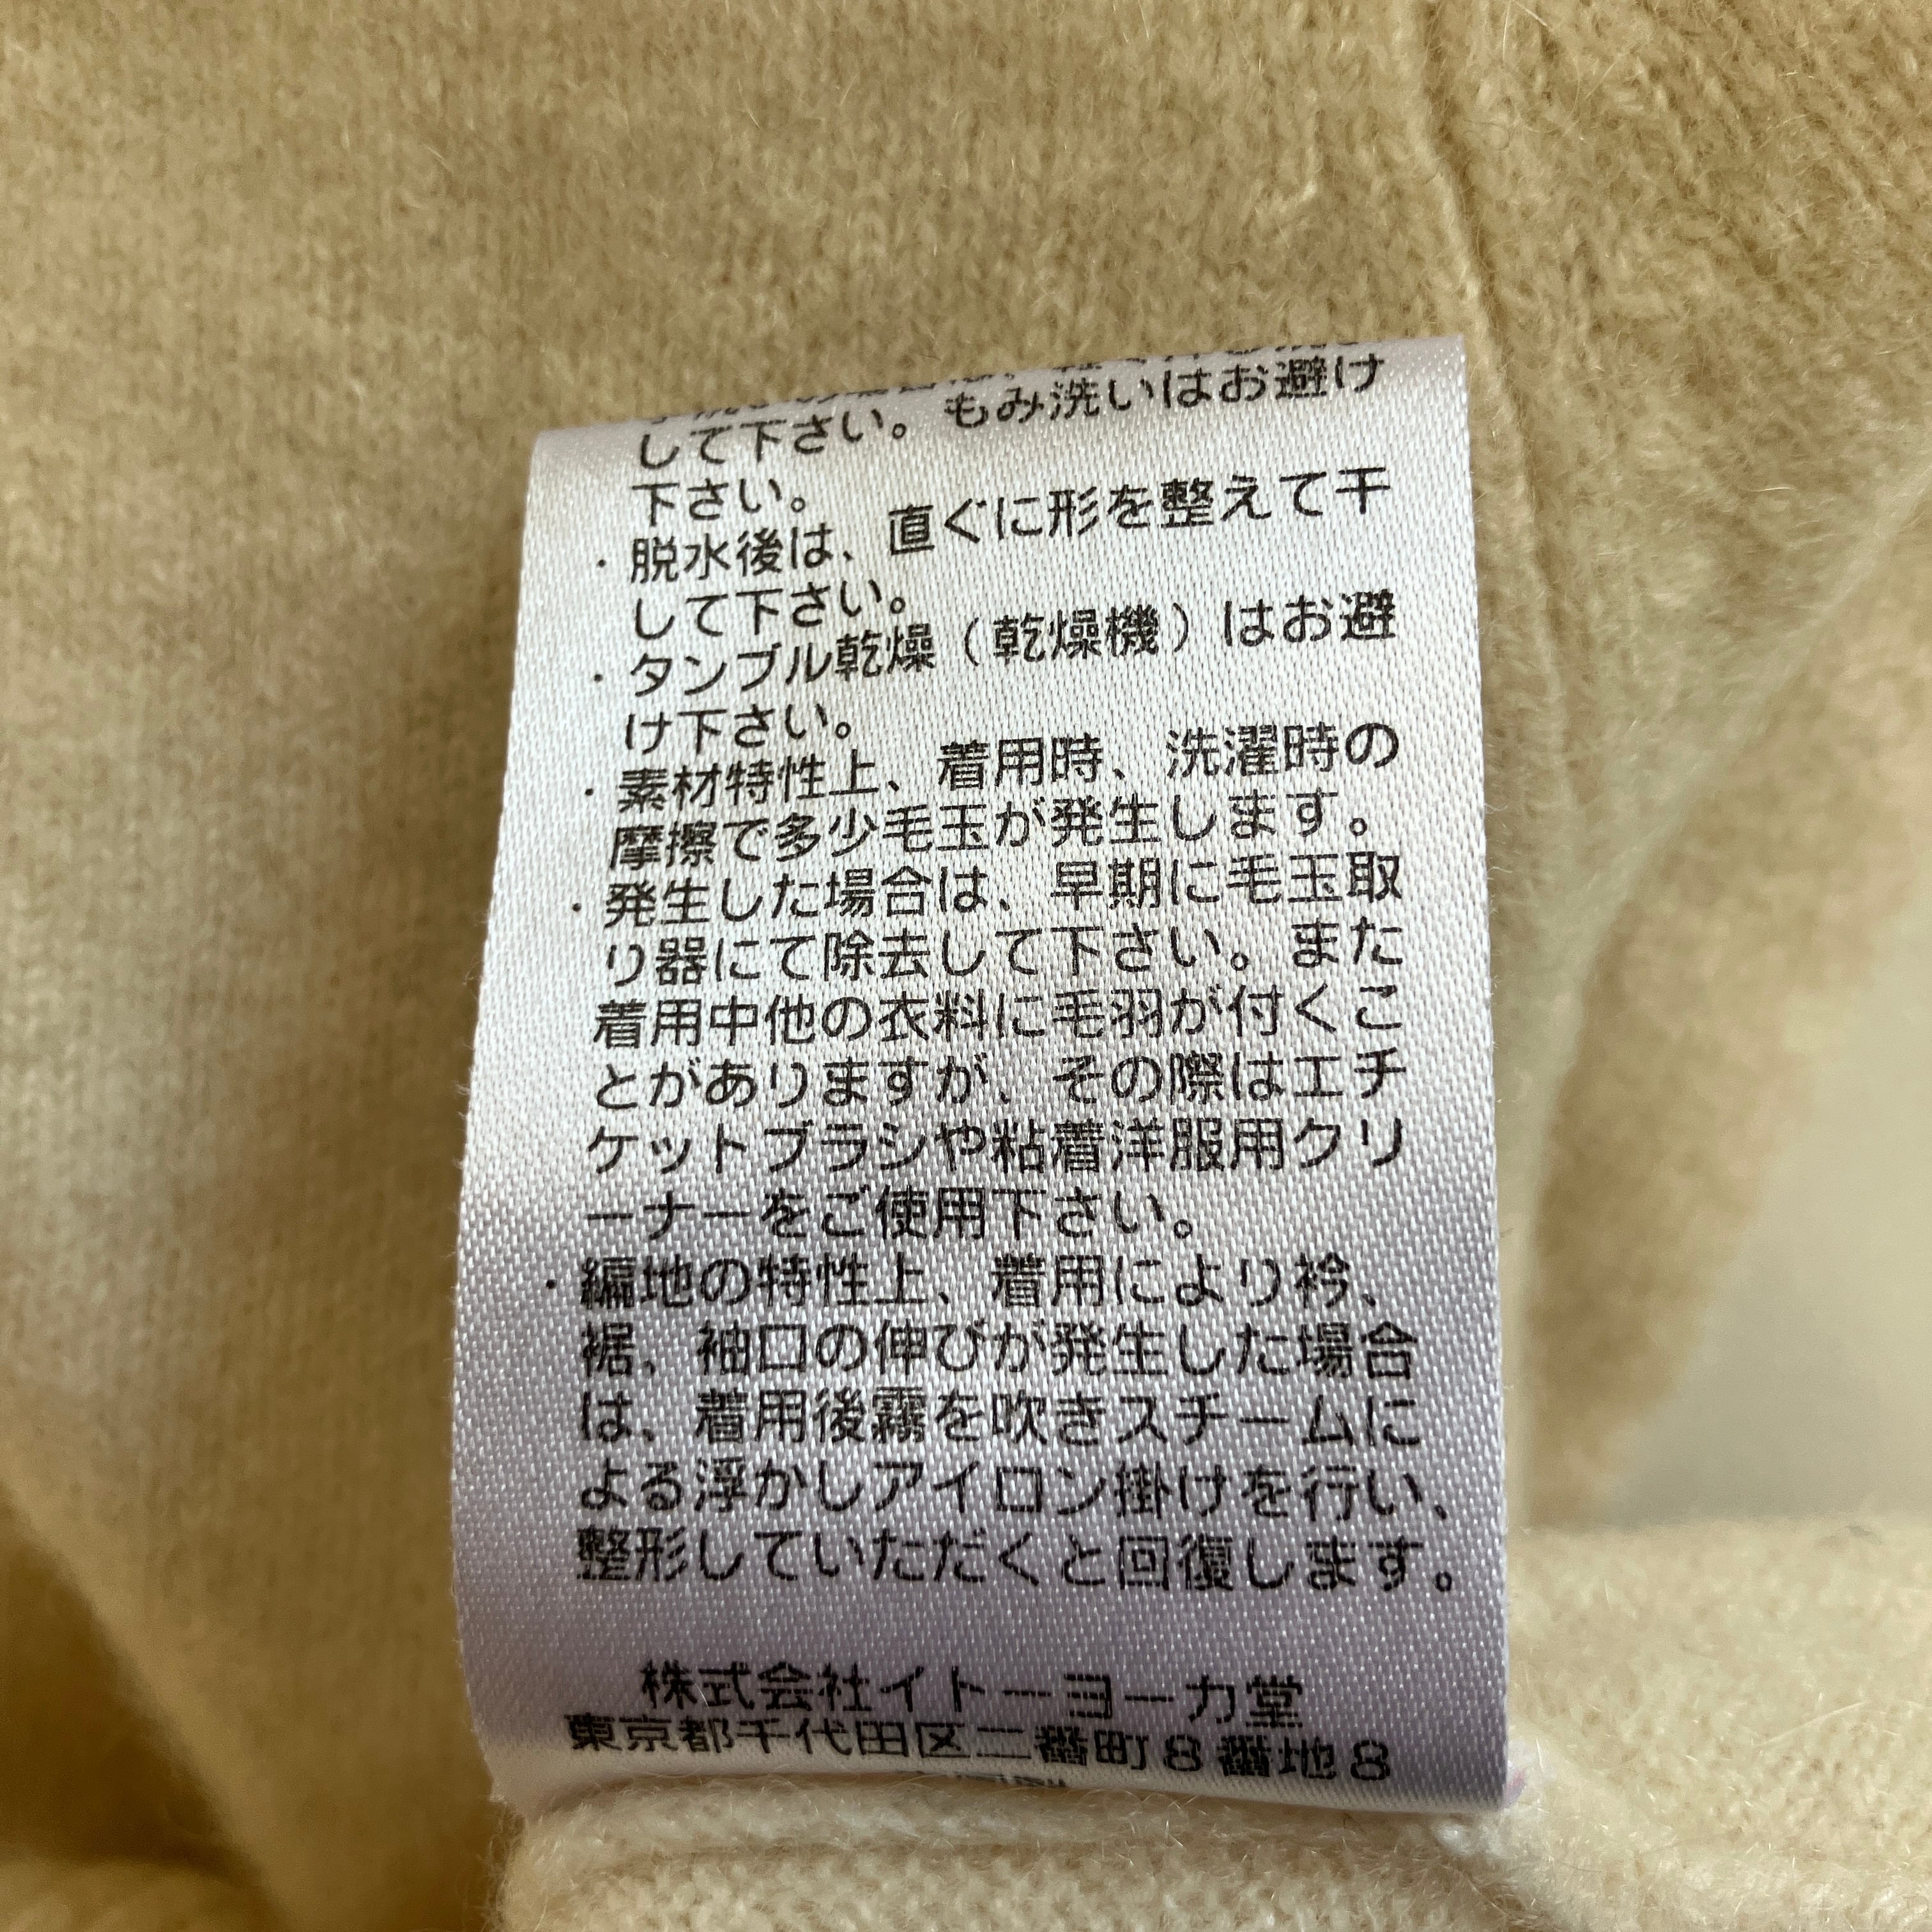 して下さい。もみ洗いはお避け
下さい。
・脱水後は、直ぐに形を整えて干
して下さい。
・タンブル乾燥（乾燥機）はお避
け下さい。
・素材特性上、着用時、洗濯時の
摩擦で多少毛玉が発生します。
・発生した場合は、早期に毛玉取
り器にて除去して下さい。また
着用中他の衣料に毛羽が付くこ
とがありますが、その際はエチ
ケットブラシや粘着洋服用クリ
ーナーをご使用下さい。
・編地の特性上、着用により衿、
裾、袖口の伸びが発生した場合
は、着用後霧を吹きスチームに
よる浮かしアイロン掛けを行い、
整形していただくと回復します。
株式会社イトーヨーカ堂
東京都千代田区二番町８番地８